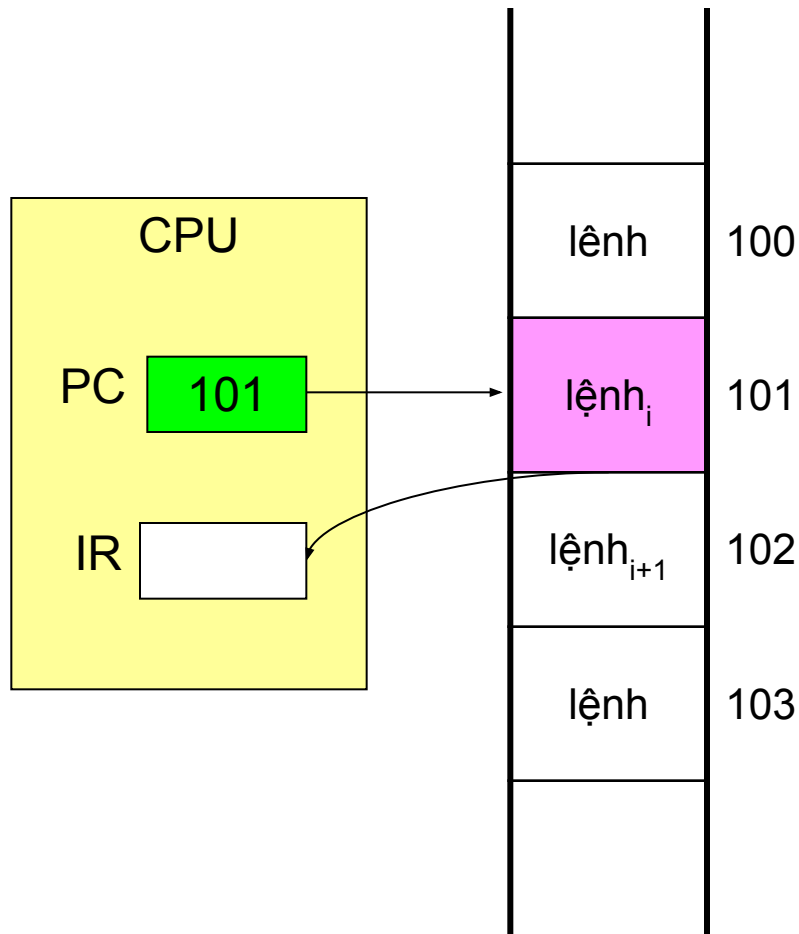 CPU
PC 101
IR
lênh 100
lệnhᵢ 101
lệnhᵢ₊₁ 102
lệnh 103